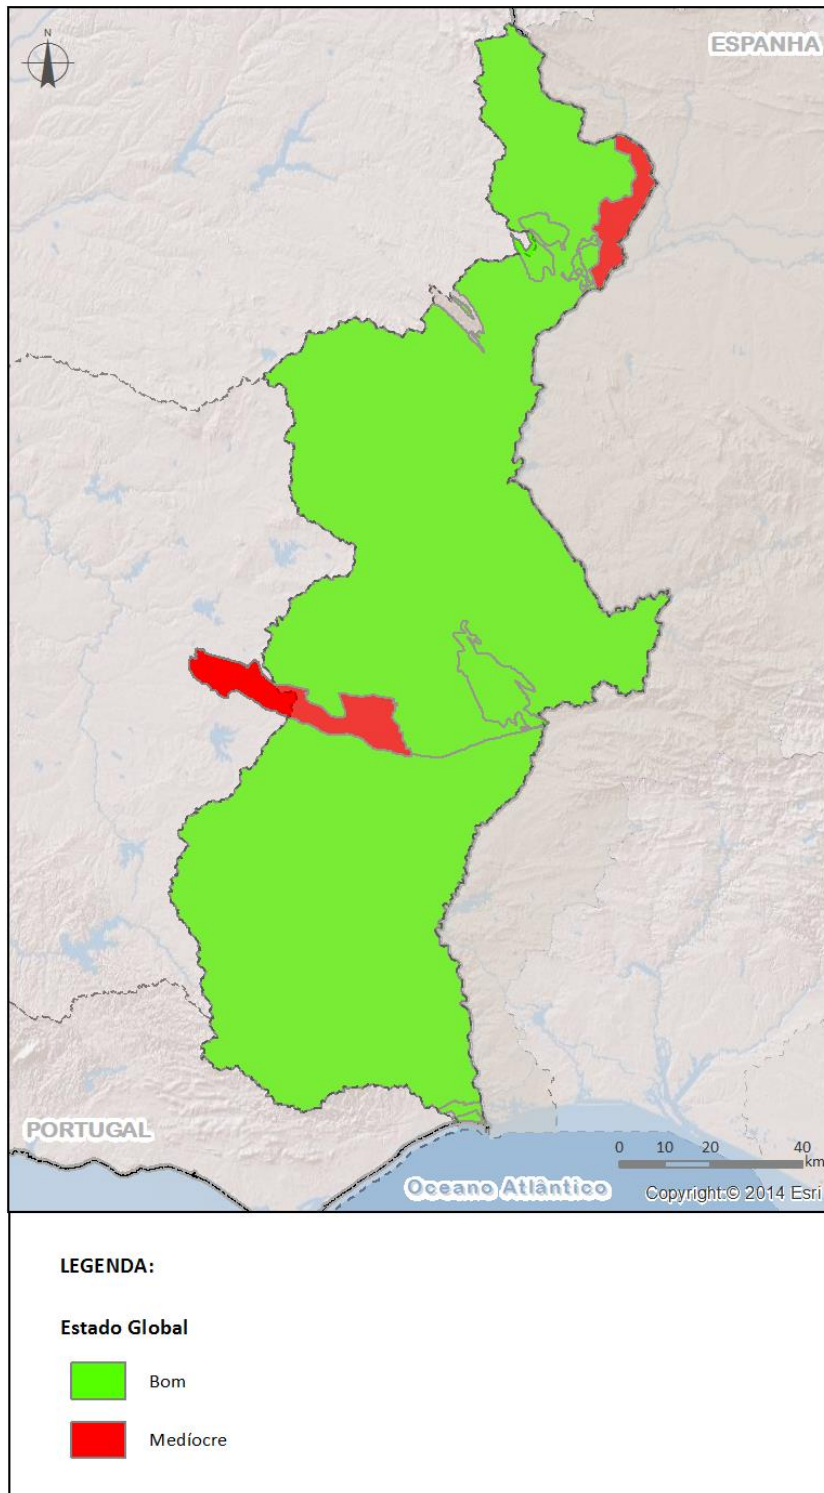 N
ESPANHA
PORTUGAL
0 10 20 40
km
Oceano Atlântico
Copyright:© 2014 Esri
LEGENDA:
Estado Global
Bom
Medíocre